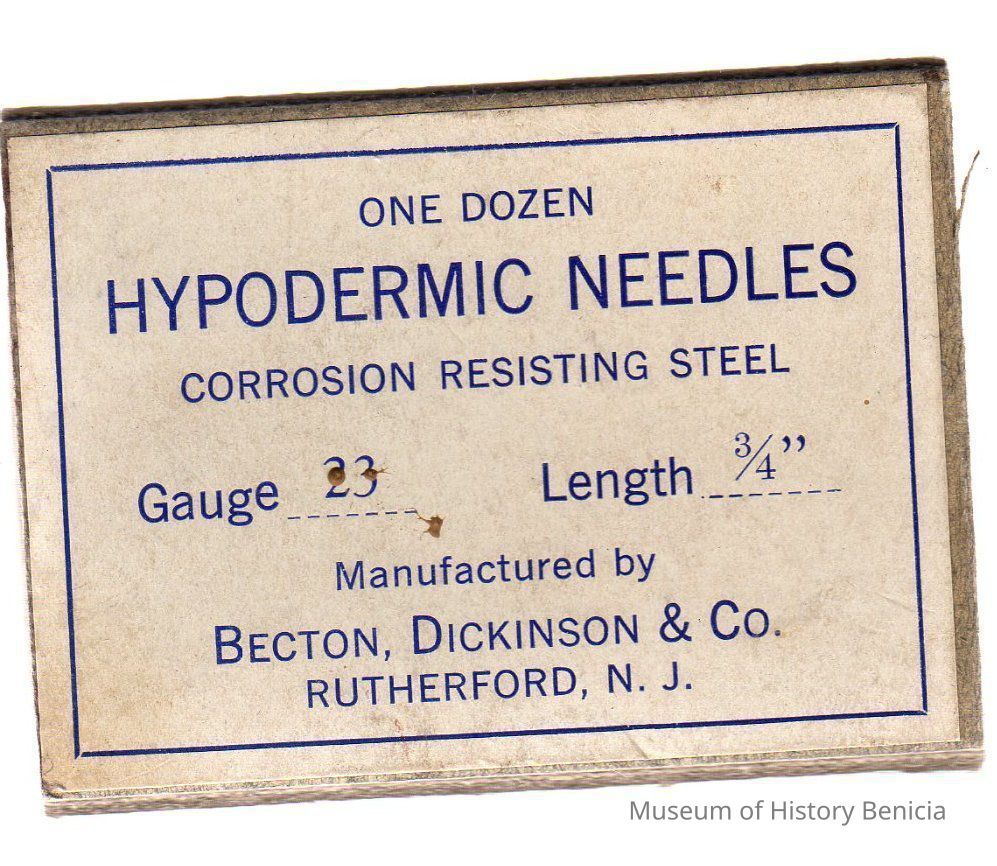 ONE DOZEN
HYPODERMIC NEEDLES
CORROSION RESISTING STEEL
Gauge 23 Length 3/4”
Manufactured by
BECTON, DICKINSON & CO.
RUTHERFORD, N. J.
Museum of History Benicia